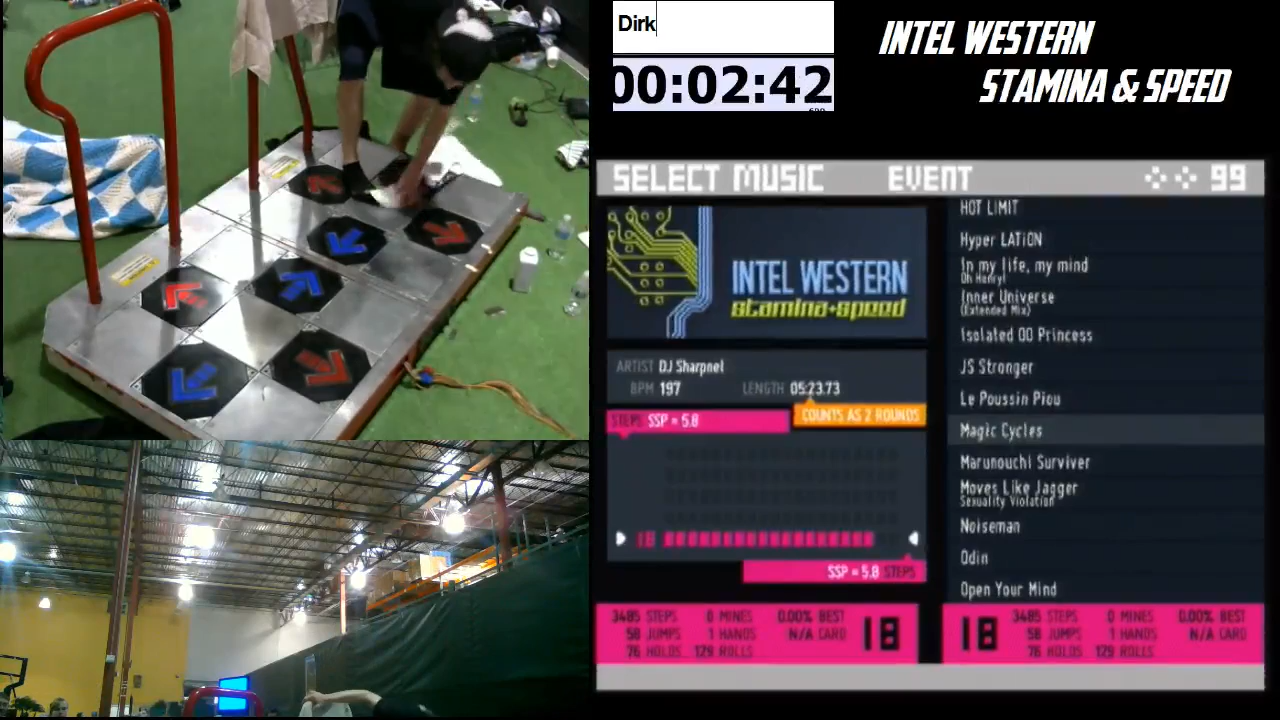 Dirk
00:02:42
INTEL WESTERN
STAMINA & SPEED
SELECT MUSIC
EVENT
99
INTEL WESTERN
stamina+speed
ARTIST DJ Sharpnel
BPM 197
LENGTH 05:23.73
COUNTS AS 2 ROUNDS
STEPS SSP = 5.8
18
SSP = 5.8 STEPS
HOT LIMIT
Hyper LATiON
In my life, my mind
Oh Henry!
Inner Universe
(Extended Mix)
Isolated OO Princess
JS Stronger
Le Poussin Piou
Magic Cycles
Marunouchi Surviver
Moves Like Jagger
Sexuality Violation
Noiseman
Odin
Open Your Mind
3485 STEPS 0 MINES 0.00% BEST
58 JUMPS 1 HANDS N/A CARD
76 HOLDS 129 ROLLS
18
18
3485 STEPS 0 MINES 0.00% BEST
58 JUMPS 1 HANDS N/A CARD
76 HOLDS 129 ROLLS